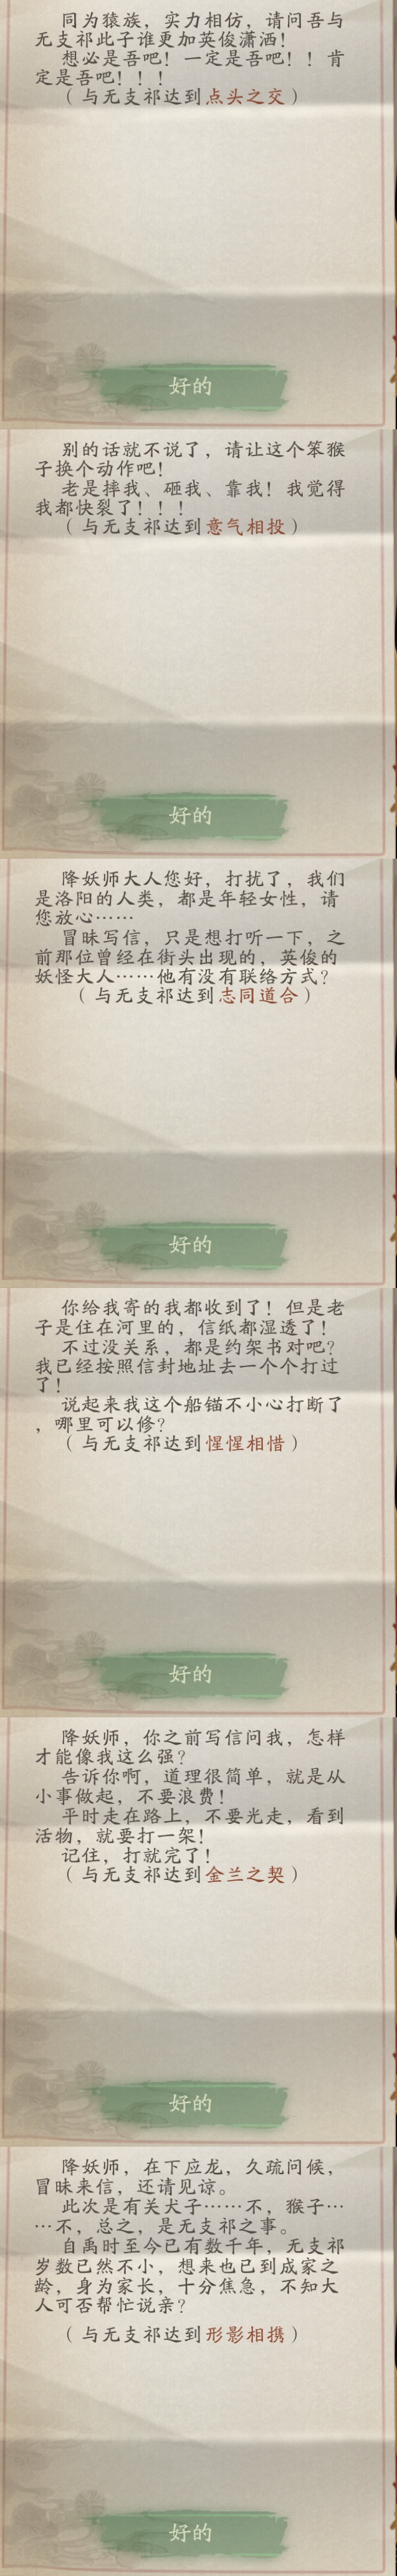 同为猿族，实力相仿，请问吾与
无支祁此子谁更加英俊潇洒！
想必是吾吧！一定是吾吧！！肯
定是吾吧！！！
（与无支祁达到点头之交）
好的
别的话就不说了，请让这个笨猴
子换个动作吧！
老是摔我、砸我、靠我！我觉得
我都快裂了！！！
（与无支祁达到意气相投）
好的
降妖师大人您好，打扰了，我们
是洛阳的人类，都是年轻女性，请
您放心……
冒昧写信，只是想打听一下，之
前那位曾经在街头出现的，英俊的
妖怪大人……他有没有联络方式？
（与无支祁达到志同道合）
好的
你给我寄的我都收到了！但是老
子是住在河里的，信纸都湿透了！
不过没关系，都是约架书对吧？
我已经按照信封地址去一个个打过
了！
说起来我这个船锚不小心打断了
，哪里可以修？
（与无支祁达到惺惺相惜）
好的
降妖师，你之前写信问我，怎样
才能像我这么强？
告诉你啊，道理很简单，就是从
小事做起，不要浪费！
平时走在路上，不要光走，看到
活物，就要打一架！
记住，打就完了！
（与无支祁达到金兰之契）
好的
降妖师，在下应龙，久疏问候，
冒昧来信，还请见谅。
此次是有关犬子……不，猴子…
…不，总之，是无支祁之事。
自禹时至今已有数千年，无支祁
岁数已然不小，想来也已到成家之
龄，身为家长，十分焦急，不知大
人可否帮忙说亲？
（与无支祁达到形影相携）
好的